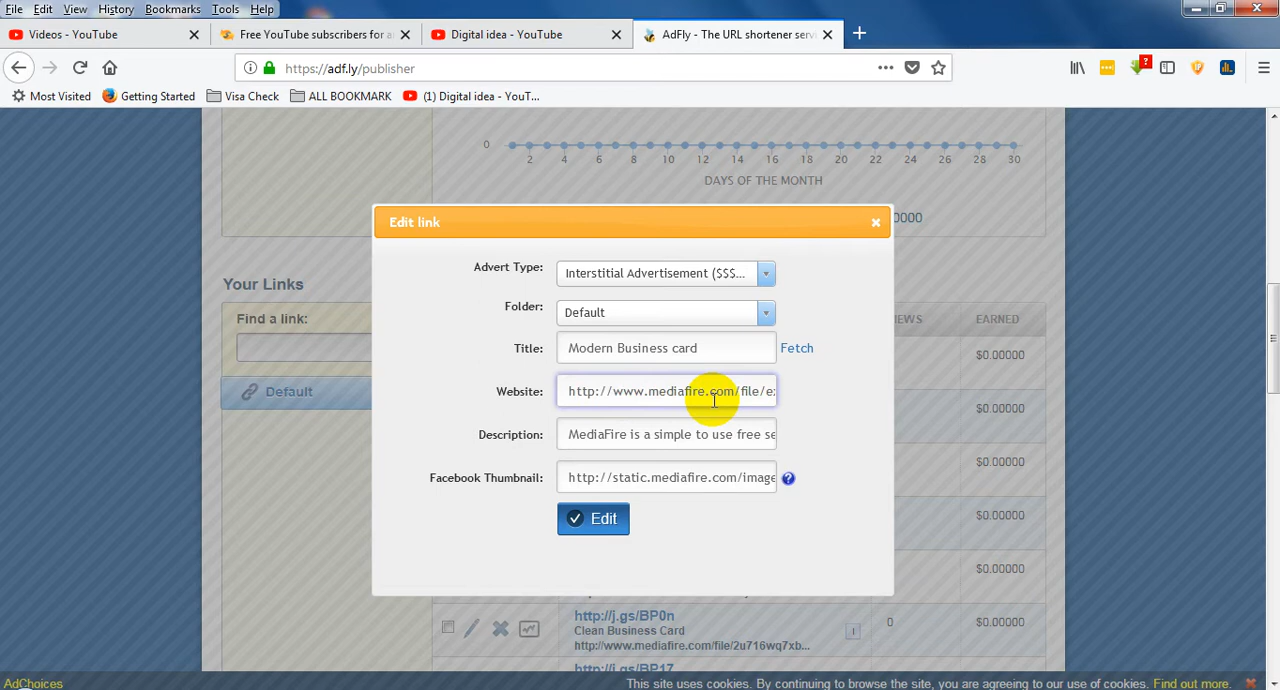 File Edit View History Bookmarks Tools Help
Videos - YouTube
Free YouTube subscribers for a
Digital idea - YouTube
AdFly - The URL shortener serv
https://adf.ly/publisher
Most Visited Getting Started Visa Check ALL BOOKMARK (1) Digital idea - YouT...
0
2 4 6 8 10 12 14 16 18 20 22 24 26 28 30
DAYS OF THE MONTH
0000
Edit link
Advert Type: Interstitial Advertisement ($$$...
Folder: Default
Title: Modern Business card Fetch
Website: http://www.mediafire.com/file/e
Description: MediaFire is a simple to use free se
Facebook Thumbnail: http://static.mediafire.com/image
Edit
Your Links
Find a link:
Default
IEWS EARNED
$0.00000
$0.00000
$0.00000
$0.00000
$0.00000
http://j.gs/BP0n
Clean Business Card
http://www.mediafire.com/file/2u716wq7xb...
0 $0.00000
http://j.gs/BP17
AdChoices
This site uses cookies. By continuing to browse the site, you are agreeing to our use of cookies. Find out more.